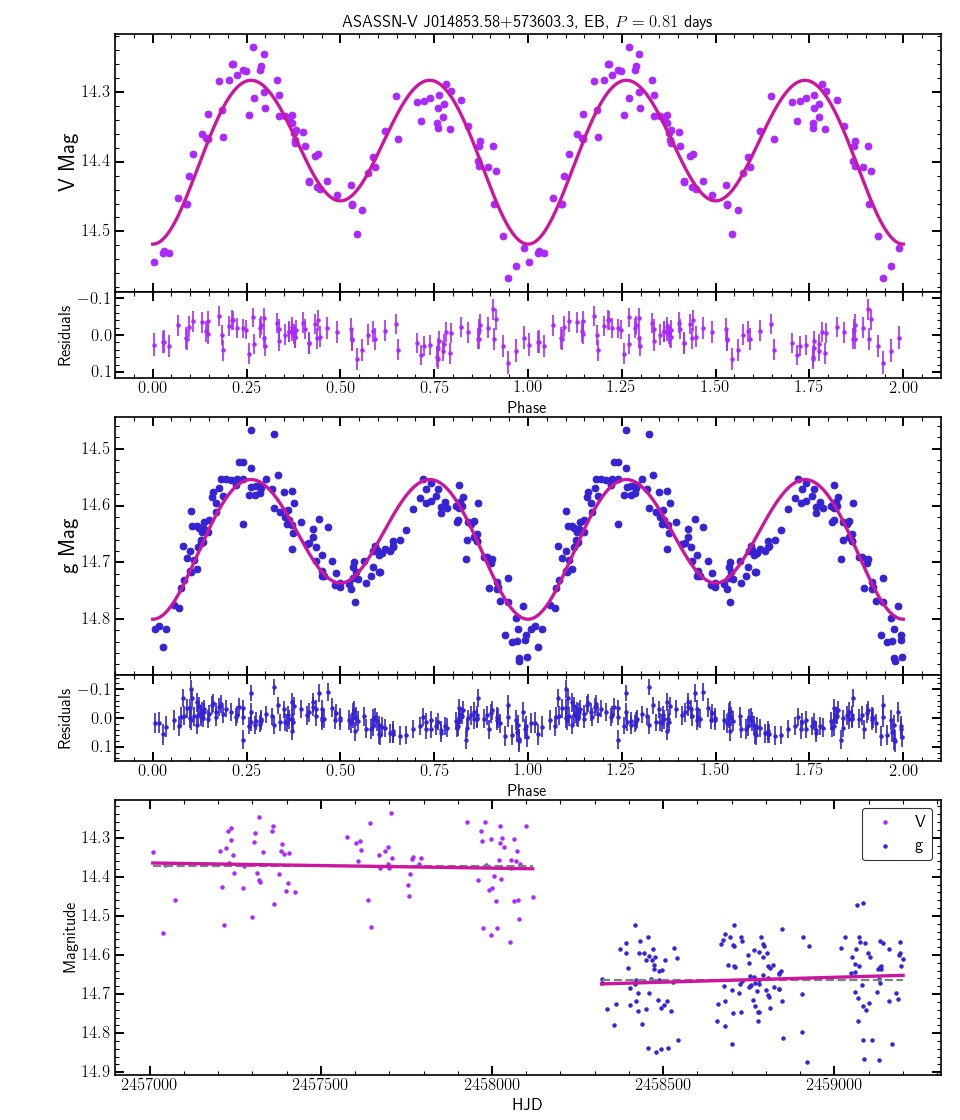 ASASSN-V J014853.58+573603.3, EB, P = 0.81 days
14.3
14.4
14.5
V Mag
−0.1
0.0
0.1
Residuals
0.00 0.25 0.50 0.75 1.00 1.25 1.50 1.75 2.00
Phase
14.5
14.6
14.7
14.8
g Mag
−0.1
0.0
0.1
Residuals
0.00 0.25 0.50 0.75 1.00 1.25 1.50 1.75 2.00
Phase
V
g
14.3
14.4
14.5
14.6
14.7
14.8
14.9
Magnitude
2457000 2457500 2458000 2458500 2459000
HJD